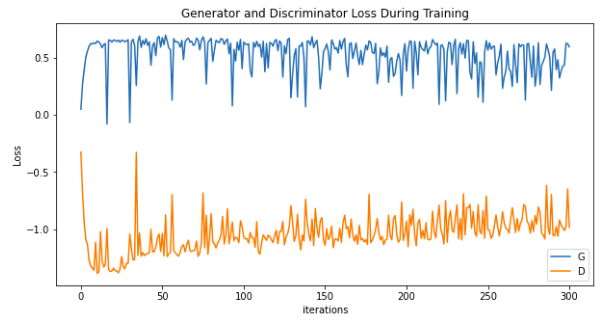 Generator and Discriminator Loss During Training
0.5
0.0
−0.5
−1.0
Loss
0
50
100
150
200
250
300
iterations
G
D